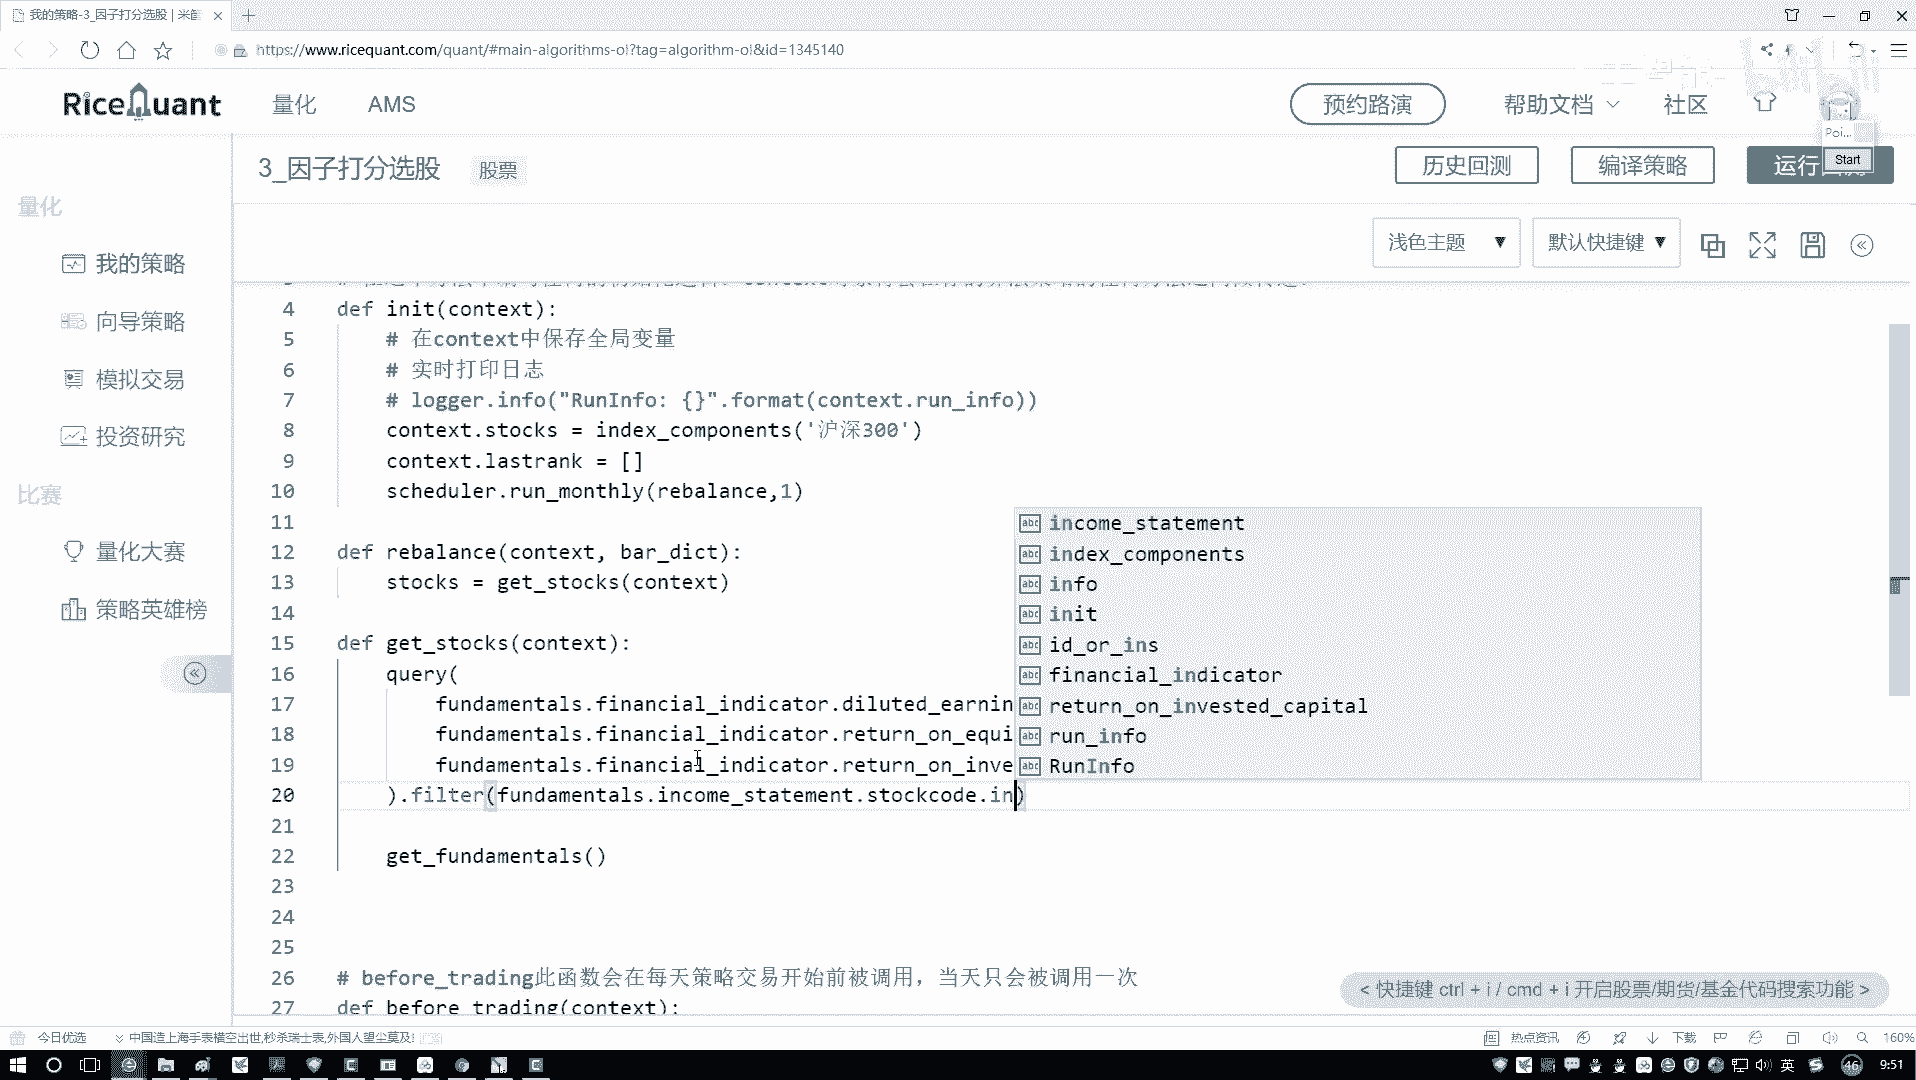 我的策略-3_因子打分选股 | 米筐
https://www.ricequant.com/quant/#main-algorithms-ol?tag=algorithm-ol&id=1345140
RiceQuant
量化
AMS
预约路演
帮助文档
社区
Poi...
Start
3_因子打分选股
股票
历史回测
编译策略
运行
量化
我的策略
向导策略
模拟交易
投资研究
比赛
量化大赛
策略英雄榜
浅色主题
默认快捷键
4 def init(context):
5 # 在context中保存全局变量
6 # 实时打印日志
7 # logger.info("RunInfo: {}".format(context.run_info))
8 context.stocks = index_components('沪深300')
9 context.lastrank = []
10 scheduler.run_monthly(rebalance,1)
11
12 def rebalance(context, bar_dict):
13 stocks = get_stocks(context)
14
15 def get_stocks(context):
16 query(
17 fundamentals.financial_indicator.diluted_earnin
18 fundamentals.financial_indicator.return_on_equi
19 fundamentals.financial_indicator.return_on_inve
20 ).filter(fundamentals.income_statement.stockcode.in)
21
22 get_fundamentals()
23
24
25
26 # before_trading此函数会在每天策略交易开始前被调用，当天只会被调用一次
27 def before_trading(context):
abc income_statement
abc index_components
abc info
abc init
abc id_or_ins
abc financial_indicator
abc return_on_invested_capital
abc run_info
abc RunInfo
< 快捷键 ctrl + i / cmd + i 开启股票/期货/基金代码搜索功能 >
今日优选
中国造上海手表横空出世,秒杀瑞士表,外国人望尘莫及!
热点资讯
下载
160%
英
46
9:51